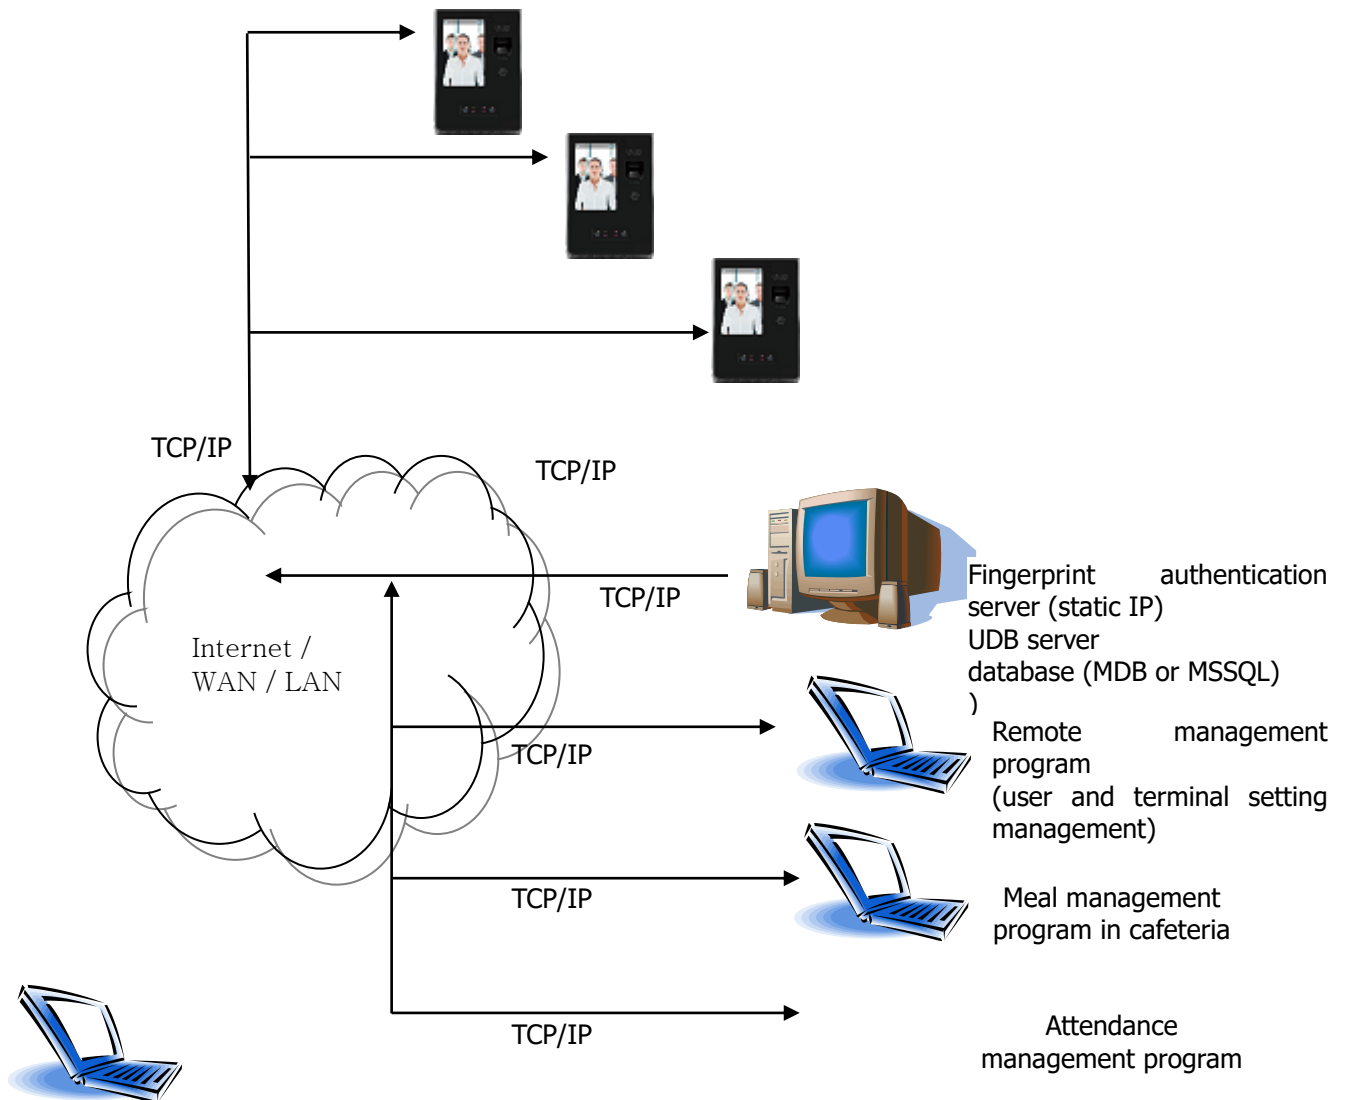 TCP/IP
TCP/IP
TCP/IP
Internet /
WAN / LAN
Fingerprint authentication
server (static IP)
UDB server
database (MDB or MSSQL)
)
TCP/IP
Remote management
program
(user and terminal setting
management)
TCP/IP
Meal management
program in cafeteria
TCP/IP
Attendance
management program